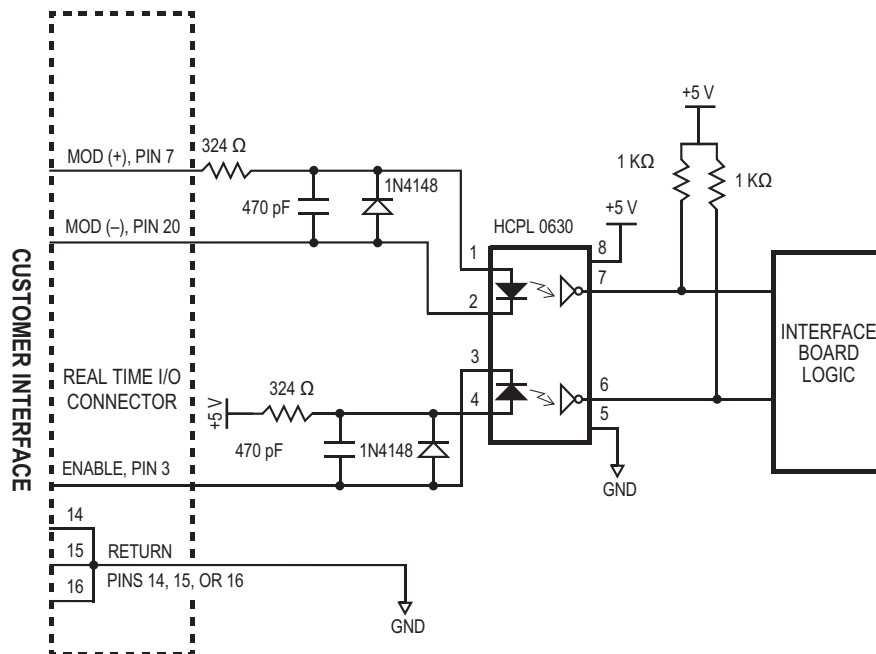 +5 V
324 Ω
MOD (+), PIN 7
1 KΩ
1 KΩ
1N4148
470 pF
+5 V
MOD (–), PIN 20
HCPL 0630
8
1
7
2
CUSTOMER INTERFACE
INTERFACE
BOARD
LOGIC
3
REAL TIME I/O
CONNECTOR
324 Ω
6
+5 V
4
5
470 pF
1N4148
ENABLE, PIN 3
GND
14
15
RETURN
16
PINS 14, 15, OR 16
GND